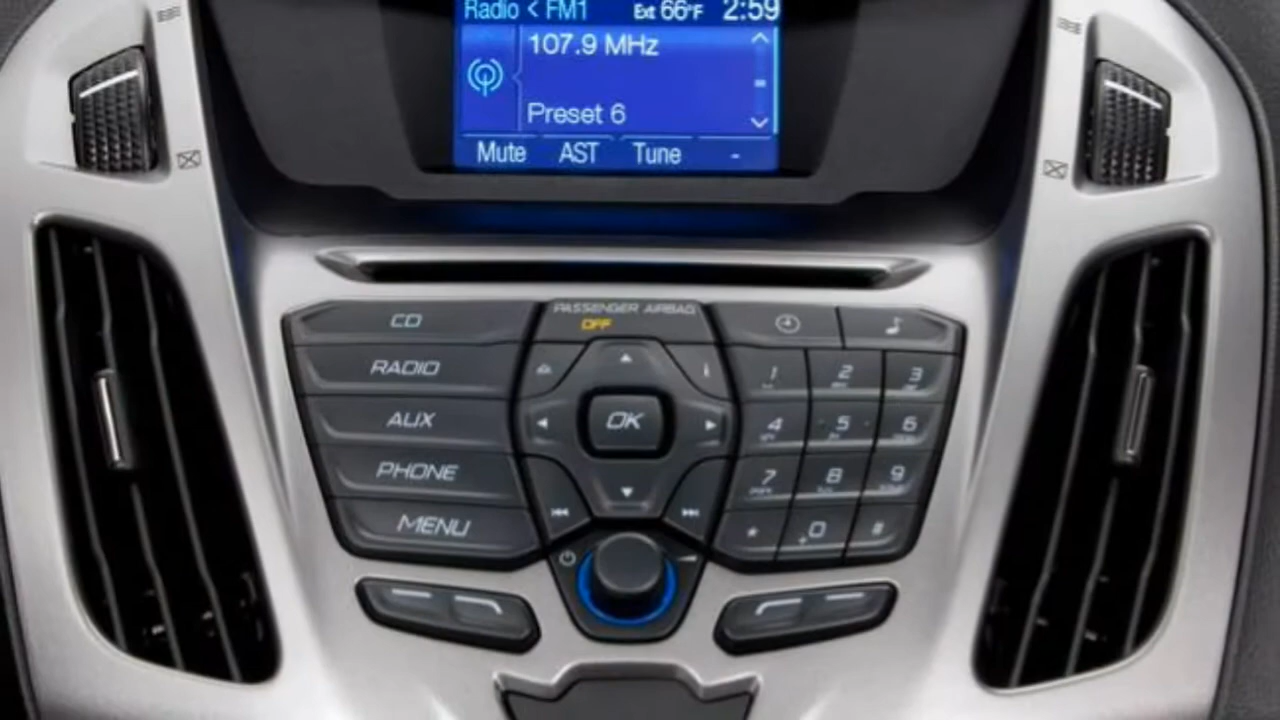 Radio < FM1 Ext 66°F 2:59
107.9 MHz
Preset 6
Mute AST Tune -
PASSENGER AIRBAG
OFF
CD
RADIO
AUX
PHONE
MENU
i
OK
1 2 3
4 5 6
7 8 9
* 0 #
+